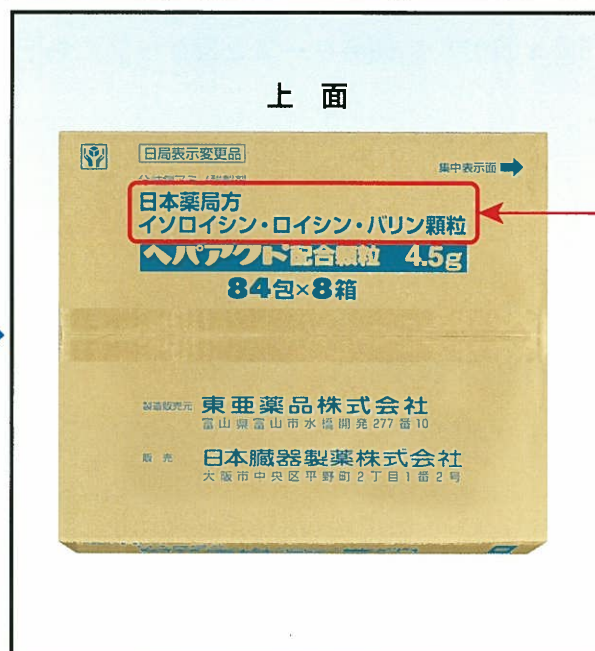 上 面
日局表示変更品
集中表示面
日本薬局方
イソロイシン・ロイシン・バリン顆粒
ヘパアクト配合顆粒 4.5g
84包×8箱
製造販売元 東亜薬品株式会社
富山県富山市水橋開発277番10
販 売 日本臓器製薬株式会社
大阪市中央区平野町2丁目1番2号